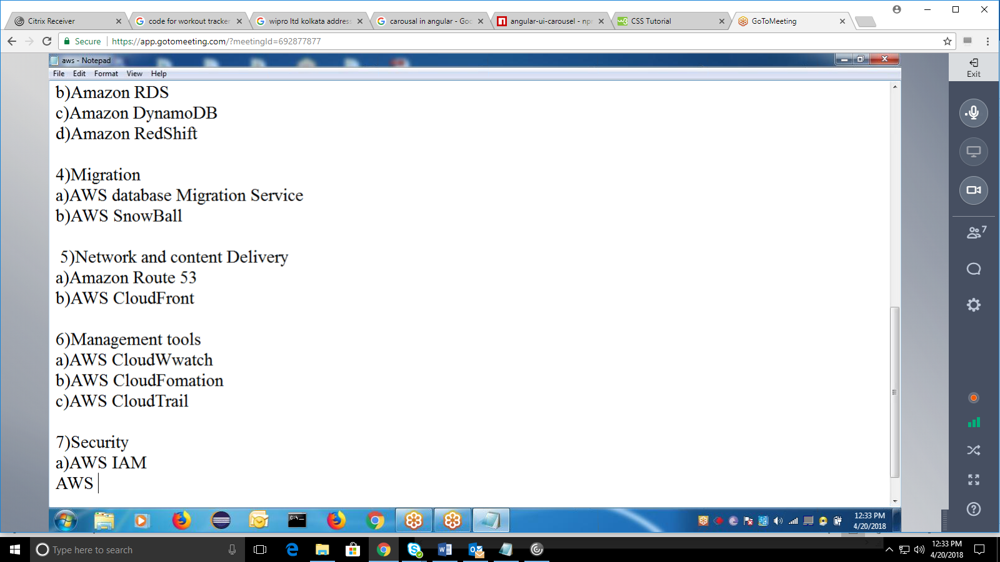 Citrix Receiver
code for workout tracker
wipro ltd kolkata address
carousal in angular - Goo
angular-ui-carousel - npm
CSS Tutorial
GoToMeeting
Secure
https://app.gotomeeting.com/?meetingId=692877877
aws - Notepad
Exit
File Edit Format View Help
b)Amazon RDS
c)Amazon DynamoDB
d)Amazon RedShift
4)Migration
a)AWS database Migration Service
b)AWS SnowBall
7
5)Network and content Delivery
a)Amazon Route 53
b)AWS CloudFront
6)Management tools
a)AWS CloudWwatch
b)AWS CloudFomation
c)AWS CloudTrail
7)Security
a)AWS IAM
AWS
12:33 PM
4/20/2018
Type here to search
12:33 PM
4/20/2018